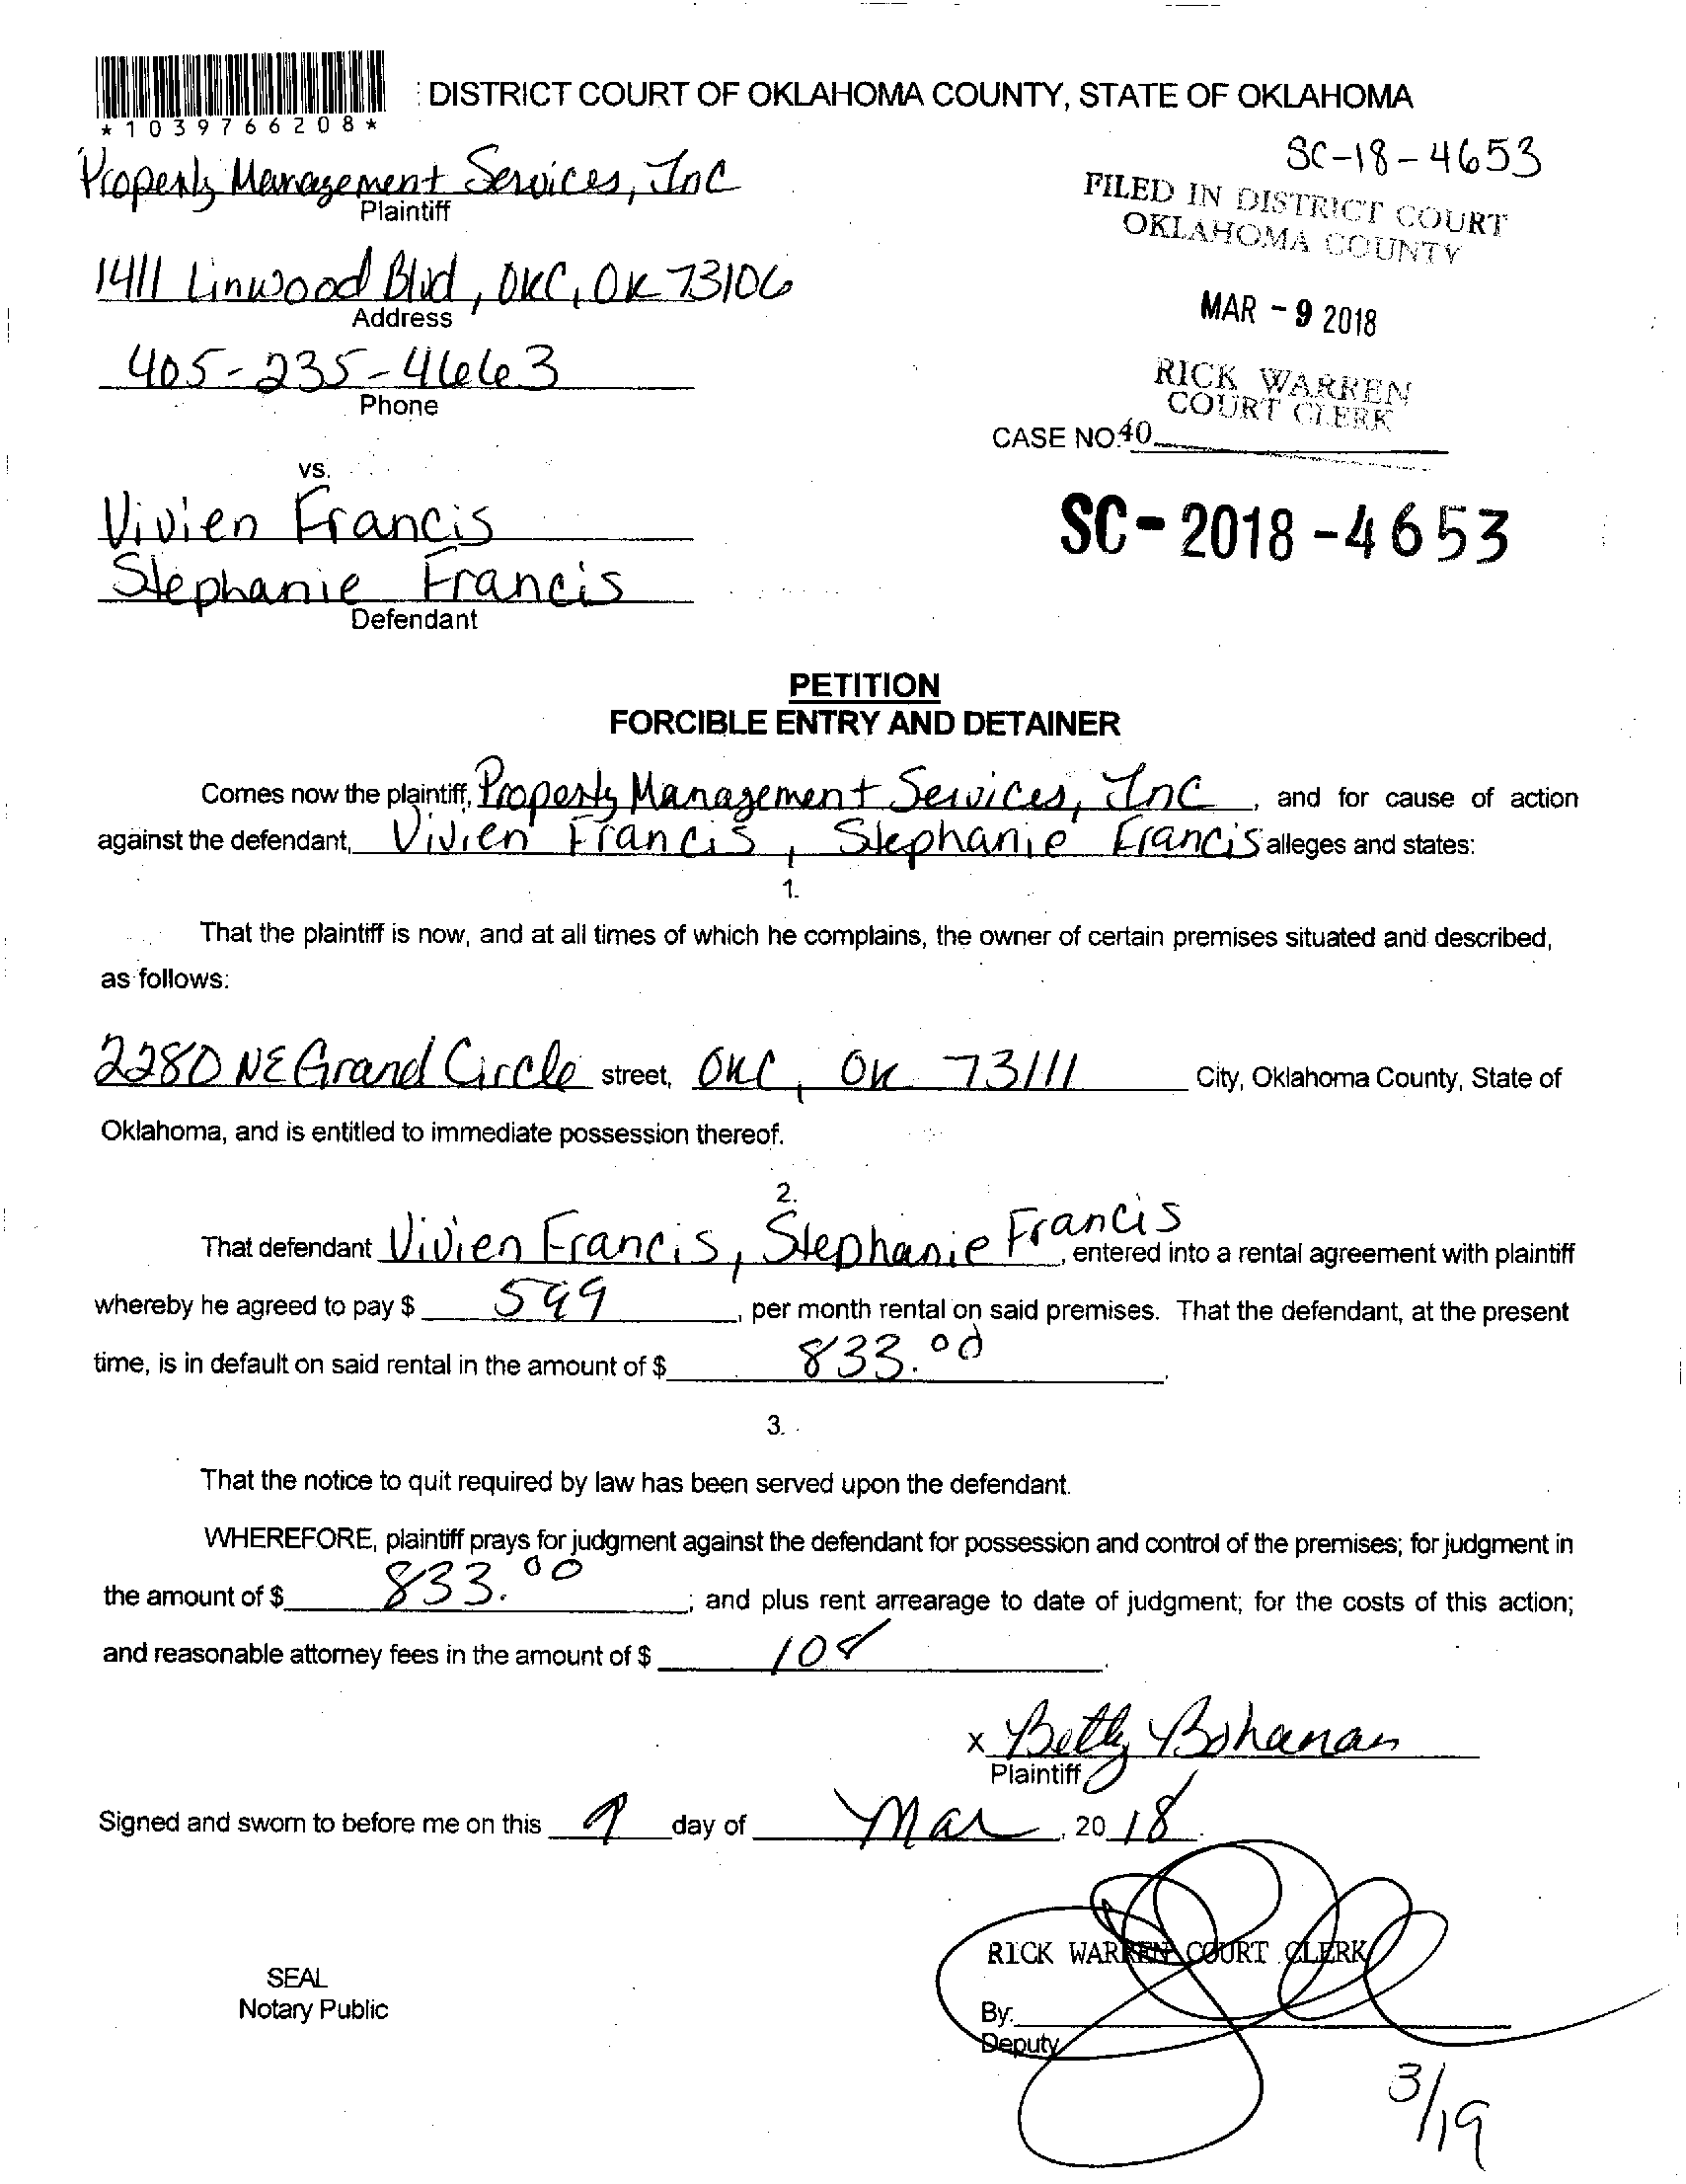 : DISTRICT COURT OF OKLAHOMA COUNTY, STATE OF OKLAHOMA
*1039766208*
SC-18-4653
Property Management Services, Inc
Plaintiff
FILED IN DISTRICT COURT
OKLAHOMA COUNTY
1411 Linwood Blvd, OKC, OK 73106
Address
MAR - 9 2018
405-235-4663
Phone
RICK WARREN
COURT CLERK
CASE NO. 40
vs.
Vivien Francis
Stephanie Francis
Defendant
SC-2018-4653
PETITION
FORCIBLE ENTRY AND DETAINER
Comes now the plaintiff, Property Management Services, Inc, and for cause of action
against the defendant, Vivien Francis, Stephanie Francis alleges and states:
1.
That the plaintiff is now, and at all times of which he complains, the owner of certain premises situated and described,
as follows:
2280 NE Grand Circle street, OKC, OK 73111 City, Oklahoma County, State of
Oklahoma, and is entitled to immediate possession thereof.
2.
That defendant Vivien Francis, Stephanie Francis, entered into a rental agreement with plaintiff
whereby he agreed to pay $ 599, per month rental on said premises. That the defendant, at the present
time, is in default on said rental in the amount of $ 833.00.
3.
That the notice to quit required by law has been served upon the defendant.
WHEREFORE, plaintiff prays for judgment against the defendant for possession and control of the premises; for judgment in
the amount of $ 833.00; and plus rent arrearage to date of judgment; for the costs of this action;
and reasonable attorney fees in the amount of $ 108.
x Betty Bohanan
Plaintiff
Signed and sworn to before me on this 9 day of Mar, 2018.
RICK WARREN COURT CLERK
SEAL
Notary Public
By:
Deputy
3/19